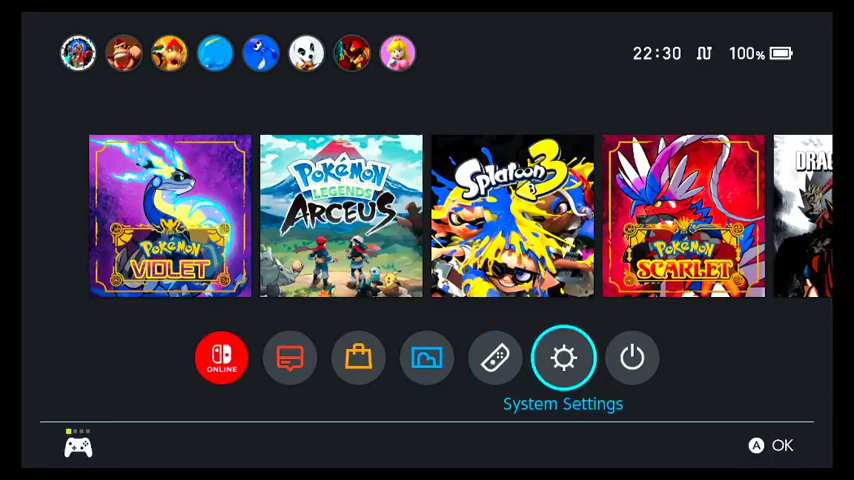 22:30 100%
Pokémon
VIOLET
Pokémon
LEGENDS
ARCEUS
Splatoon 3
Pokémon
SCARLET
DRAG
ONLINE
System Settings
A OK